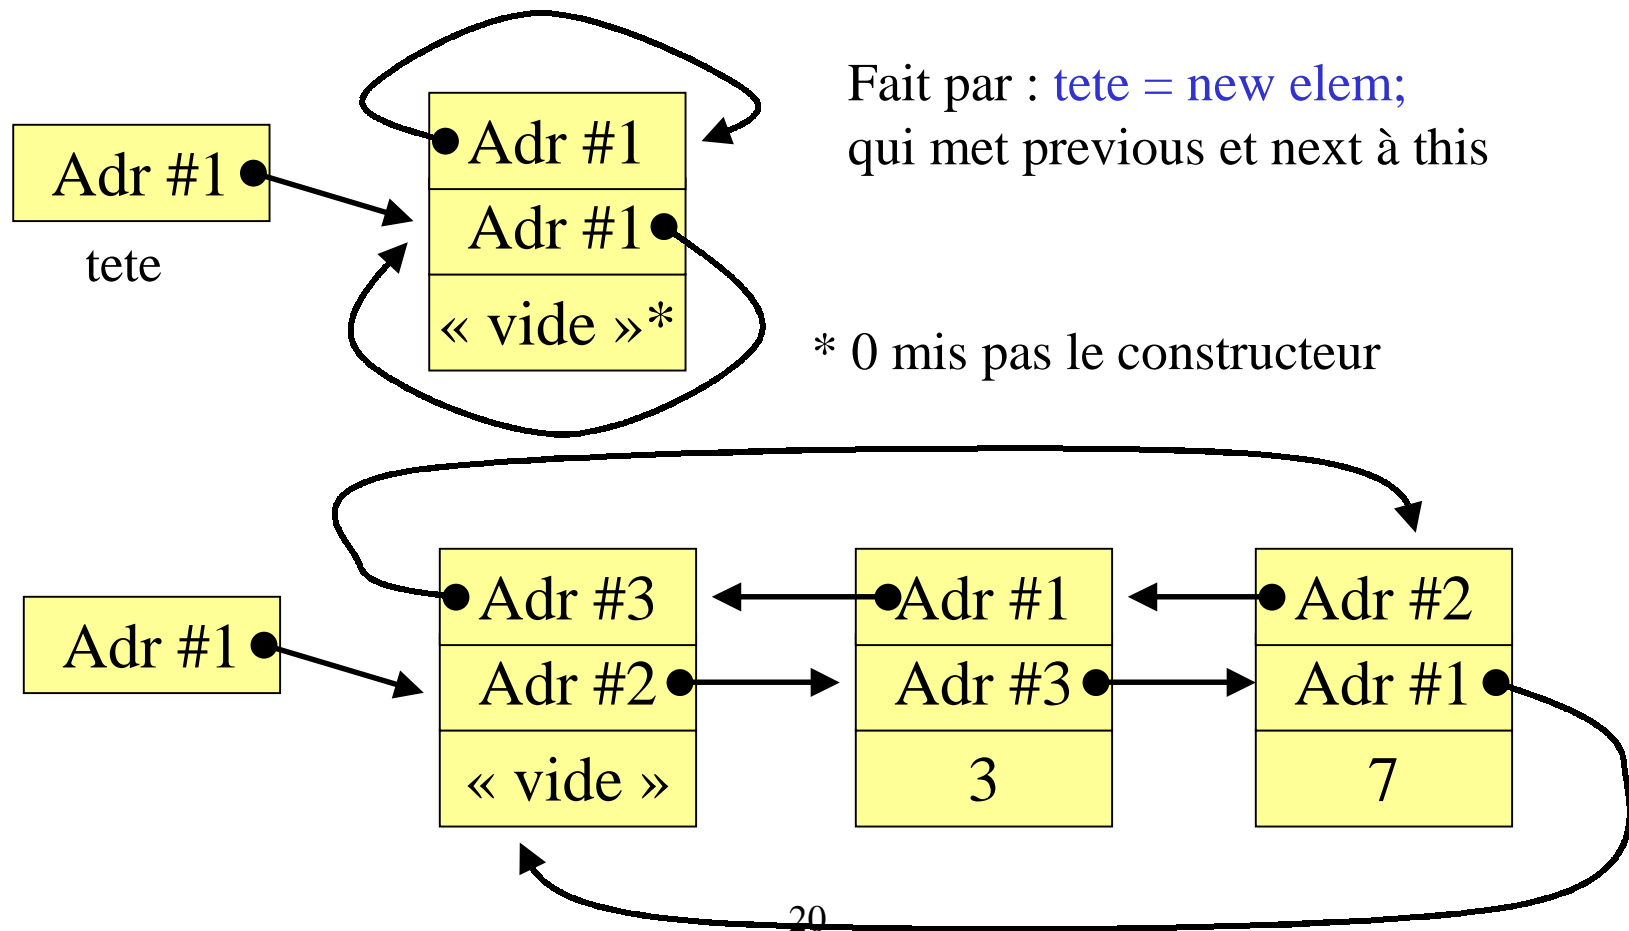 Fait par : tete = new elem;
qui met previous et next à this
Adr #1
tete
Adr #1
Adr #1
« vide »*
* 0 mis pas le constructeur
Adr #1
Adr #3
Adr #2
« vide »
Adr #1
Adr #3
3
Adr #2
Adr #1
7
20